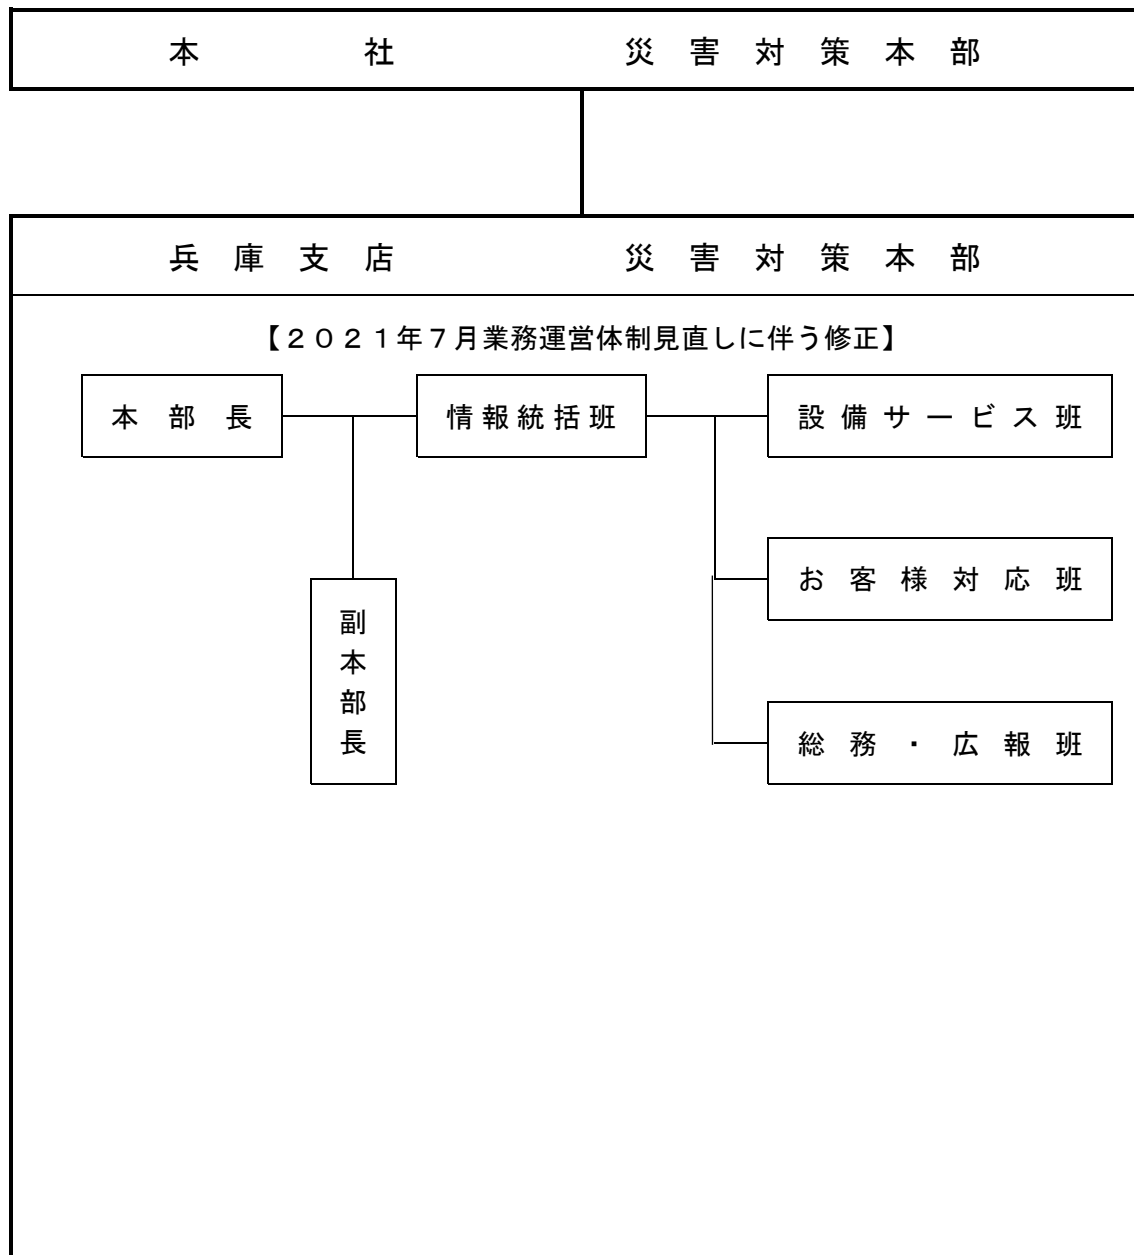 本社 災害対策本部
兵庫支店 災害対策本部
【２０２１年７月業務運営体制見直しに伴う修正】
本部長
情報統括班
設備サービス班
お客様対応班
副本部長
総務・広報班